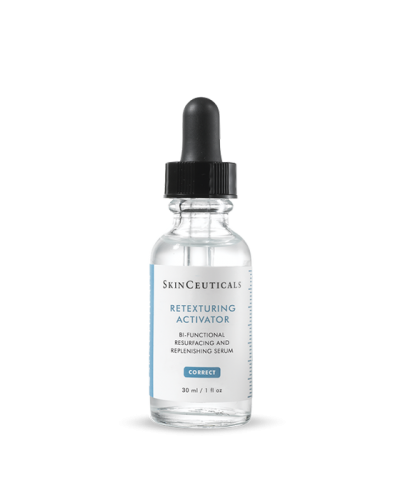 SKINCEUTICALS
RETEXTURING
ACTIVATOR
BI-FUNCTIONAL
RESURFACING AND
REPLENISHING SERUM
CORRECT
30 ml / 1 fl oz